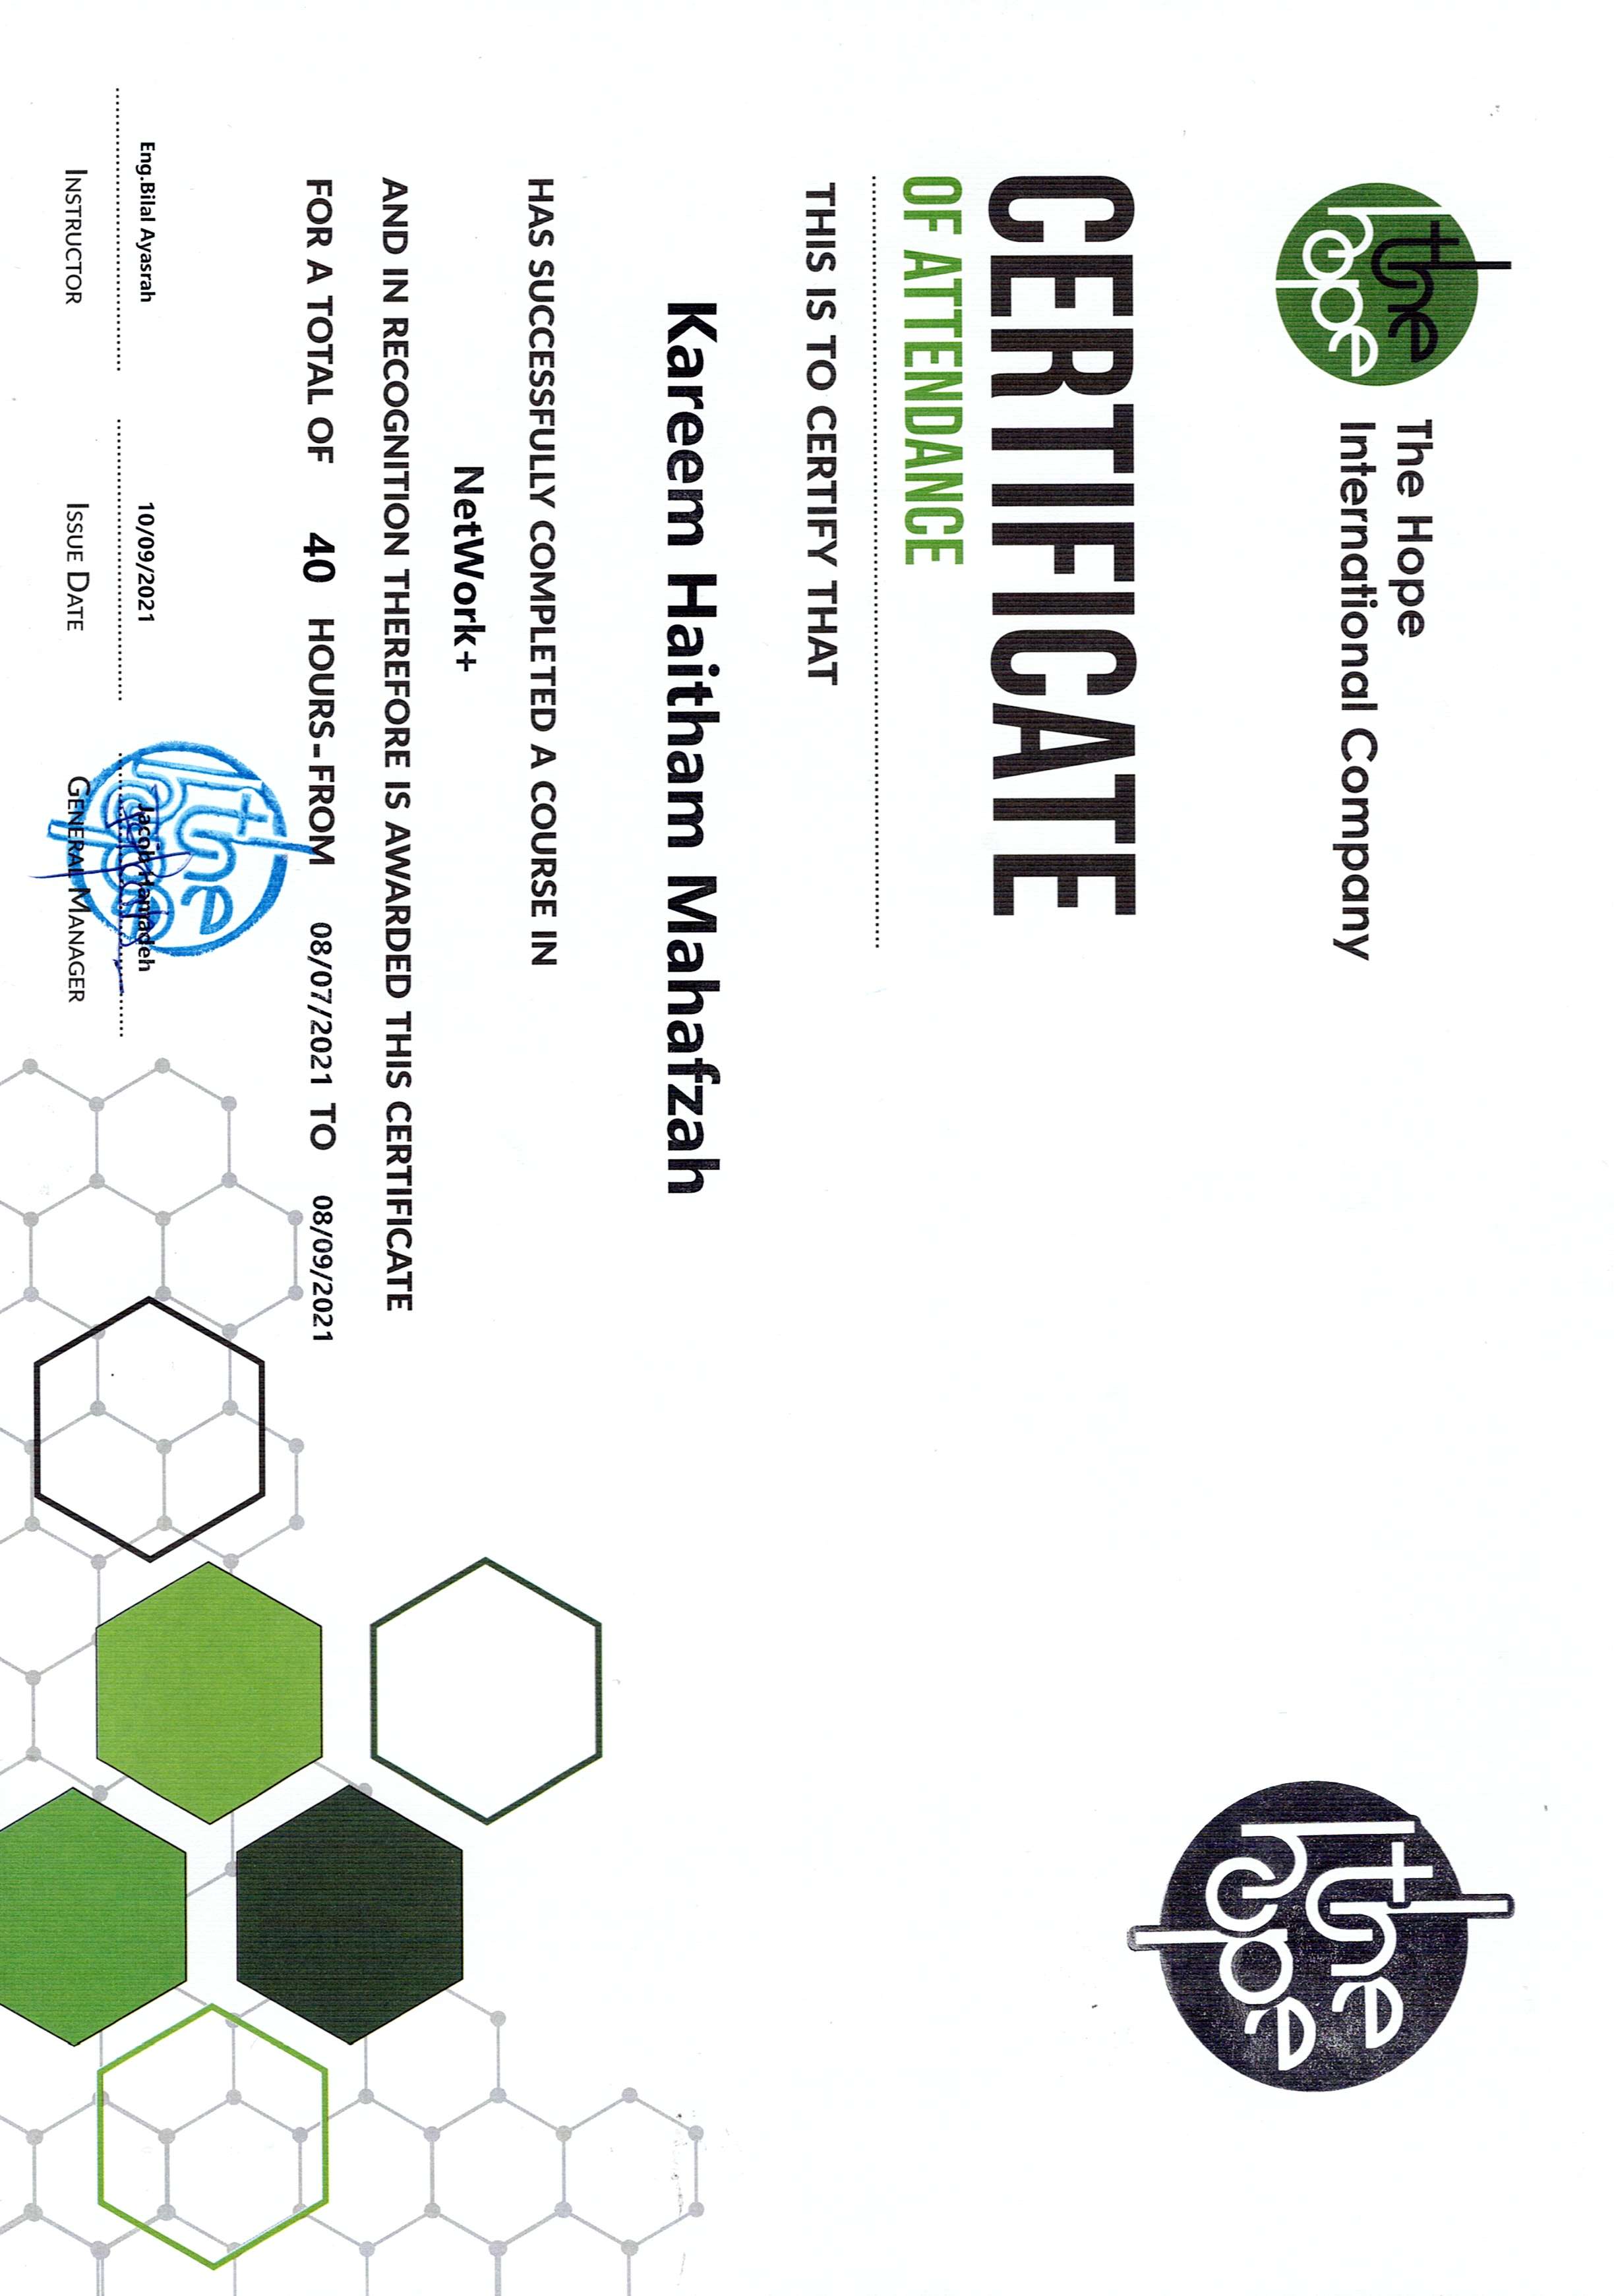 the hope
The Hope
International Company
the hope
CERTIFICATE
OF ATTENDANCE
THIS IS TO CERTIFY THAT
Kareem Haitham Mahafzah
HAS SUCCESSFULLY COMPLETED A COURSE IN
NetWork+
AND IN RECOGNITION THEREFORE IS AWARDED THIS CERTIFICATE
FOR A TOTAL OF 40 HOURS-FROM 08/07/2021 TO 08/09/2021
the hope
Eng.Bilal Ayasrah 10/09/2021 Jacob Hamadeh
INSTRUCTOR ISSUE DATE GENERAL MANAGER